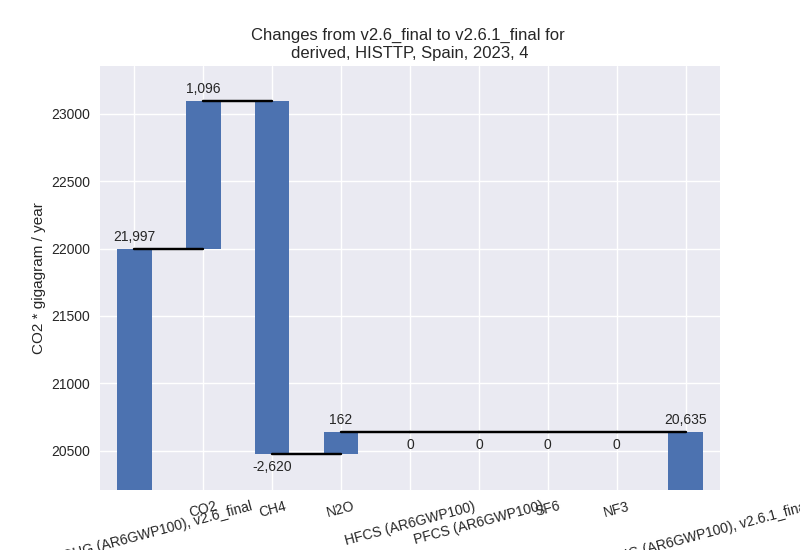 Changes from v2.6_final to v2.6.1_final for
derived, HISTTP, Spain, 2023, 4
CO2 * gigagram / year
23000
22500
22000
21500
21000
20500
21,997
1,096
-2,620
162
0
0
0
0
20,635
(AR6GWP100), v2.6_final
CO2
CH4
N2O
HFCS (AR6GWP100)
PFCS (AR6GWP100)
SF6
NF3
(AR6GWP100), v2.6.1_final